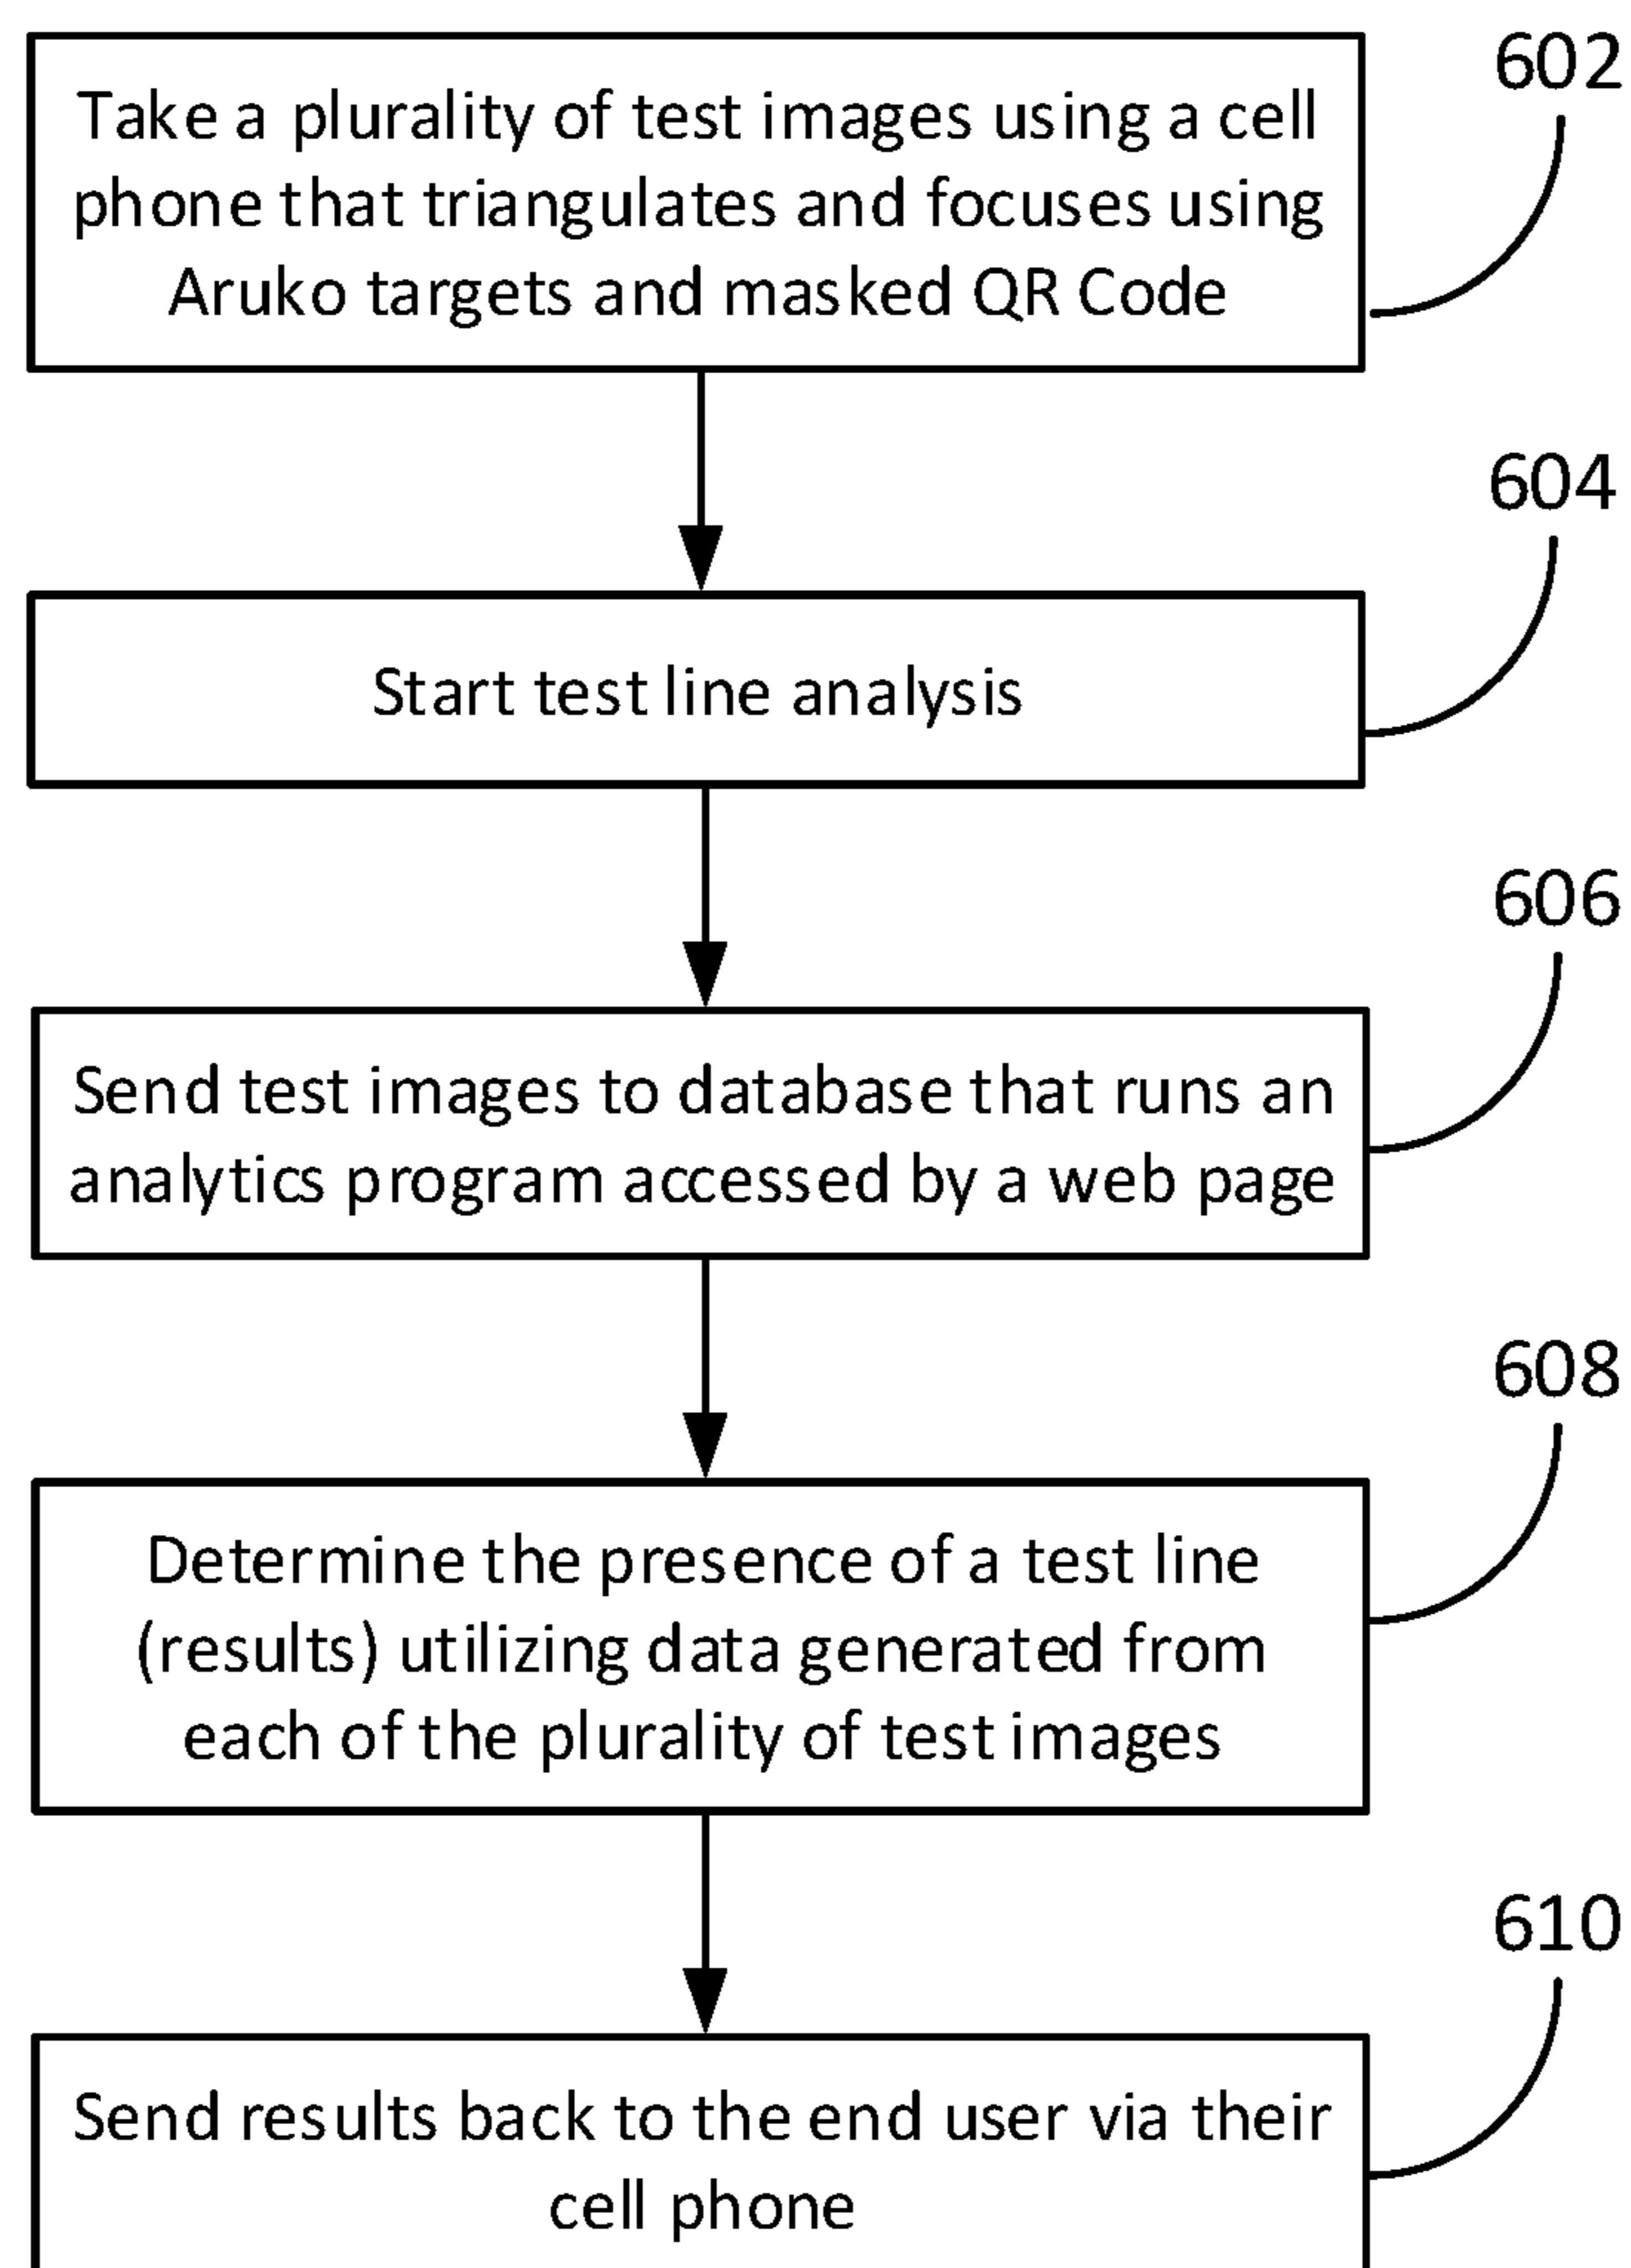 602
Take a plurality of test images using a cell
phone that triangulates and focuses using
Aruko targets and masked QR Code
604
Start test line analysis
606
Send test images to database that runs an
analytics program accessed by a web page
608
Determine the presence of a test line
(results) utilizing data generated from
each of the plurality of test images
610
Send results back to the end user via their
cell phone